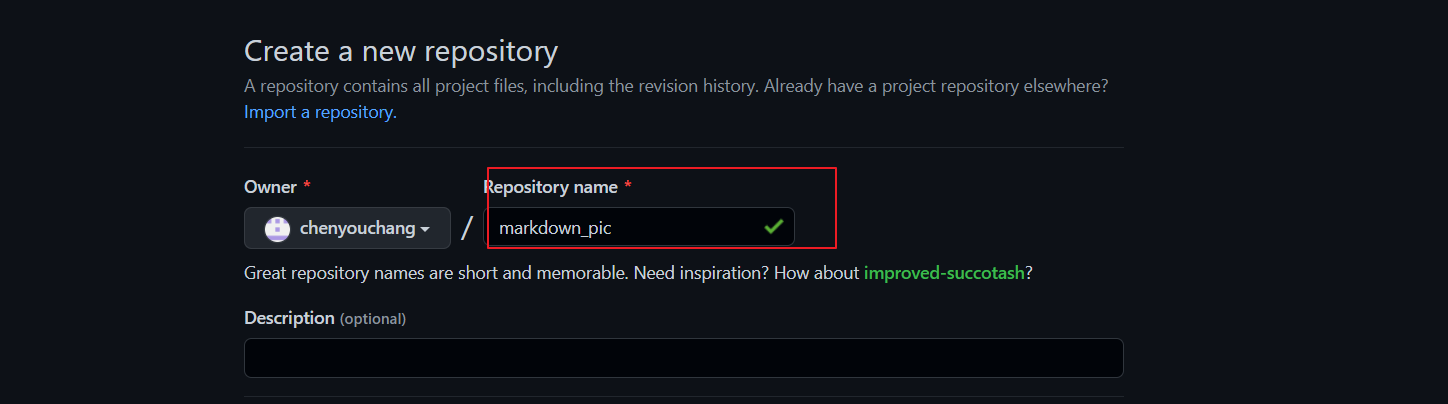 Create a new repository
A repository contains all project files, including the revision history. Already have a project repository elsewhere?
Import a repository.
Owner * Repository name *
chenyouchang / markdown_pic
Great repository names are short and memorable. Need inspiration? How about improved-succotash?
Description (optional)